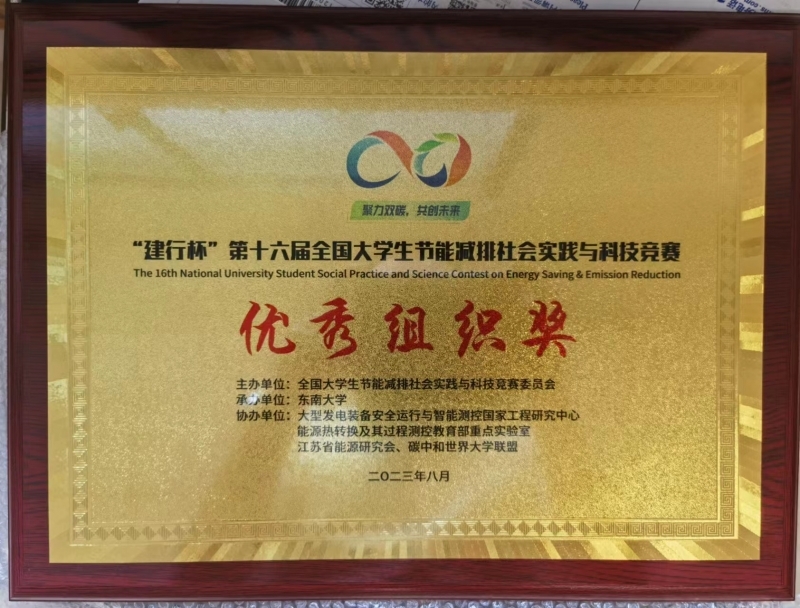 聚力双碳，共创未来
“建行杯”第十六届全国大学生节能减排社会实践与科技竞赛
The 16th National University Student Social Practice and Science Contest on Energy Saving & Emission Reduction
优秀组织奖
主办单位：全国大学生节能减排社会实践与科技竞赛委员会
承办单位：东南大学
协办单位：大型发电装备安全运行与智能测控国家工程研究中心
能源热转换及其过程测控教育部重点实验室
江苏省能源研究会、碳中和世界大学联盟
二〇二三年八月